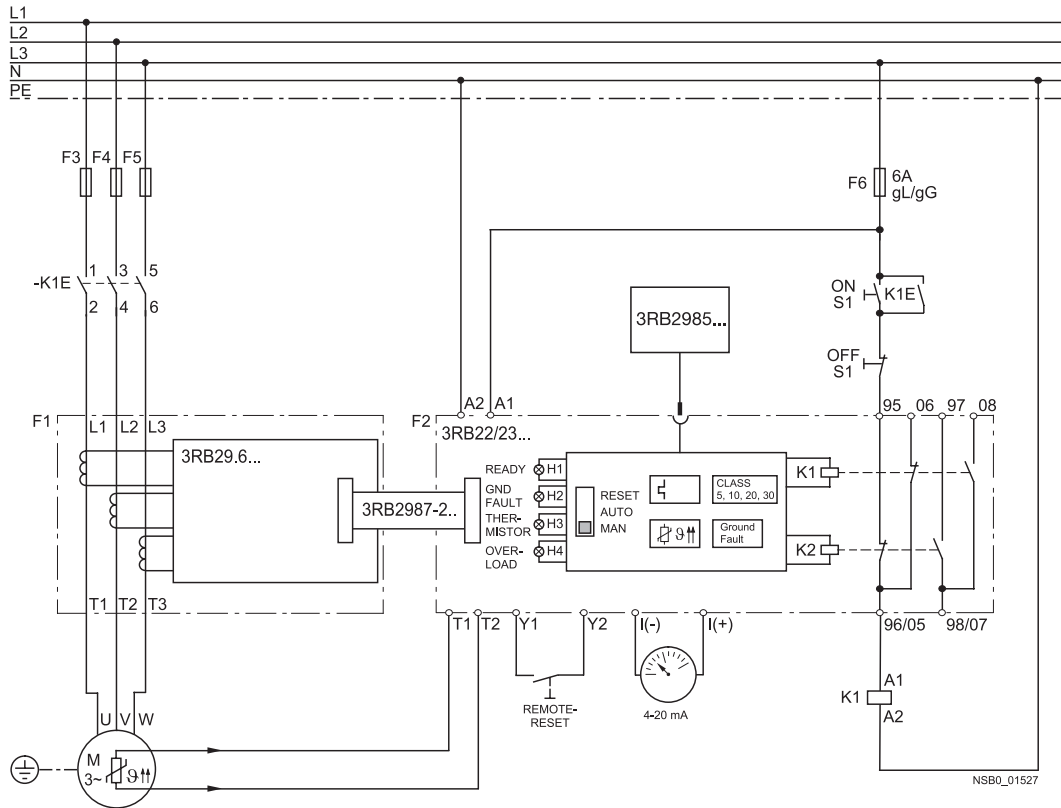 L1
L2
L3
N
PE
F3 F4 F5
F6 6A
gL/gG
-K1E 1 3 5
2 4 6
ON
S1
K1E
3RB2985...
OFF
S1
F1 L1 L2 L3
F2 A2 A1
95 06 97 08
3RB29.6...
3RB22/23...
3RB2987-2..
READY H1
GND
FAULT H2
THER-
MISTOR H3
OVER-
LOAD H4
RESET
AUTO
MAN
CLASS
5, 10, 20, 30
ϑ
Ground
Fault
K1
K2
T1 T2 T3
T1 T2 Y1 Y2 I(-) I(+) 96/05 98/07
REMOTE-
RESET
4-20 mA
K1 A1
A2
U V W
M
3~ ϑ
NSB0_01527